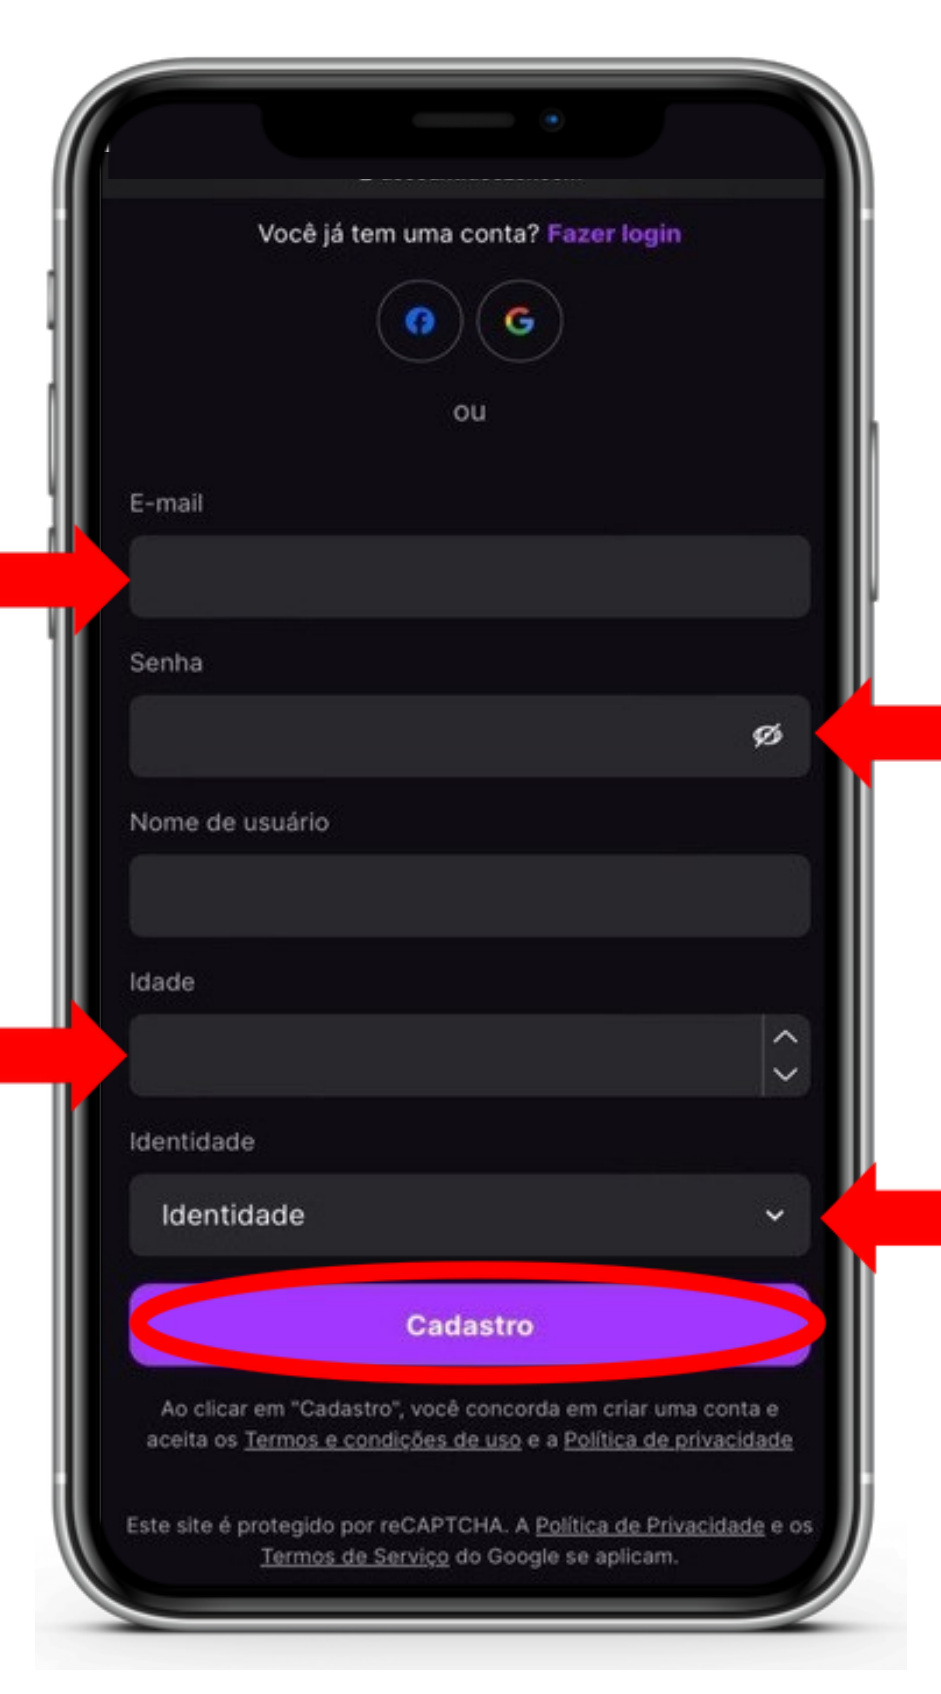 Você já tem uma conta? Fazer login
ou
E-mail
Senha
Nome de usuário
Idade
Identidade
Identidade
Cadastro
Ao clicar em "Cadastro", você concorda em criar uma conta e
aceita os Termos e condições de uso e a Política de privacidade
Este site é protegido por reCAPTCHA. A Política de Privacidade e os
Termos de Serviço do Google se aplicam.